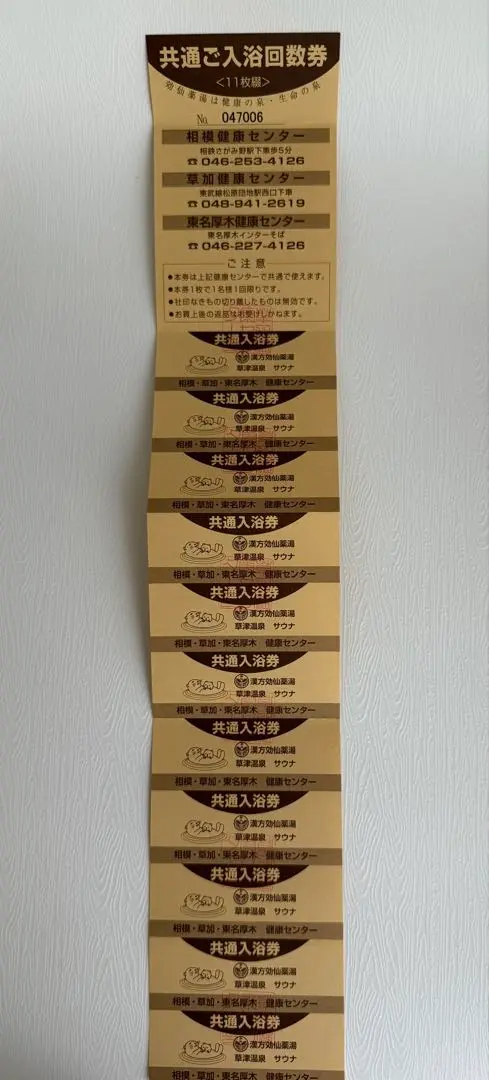 共通ご入浴回数券
<11枚綴>
効仙薬湯は健康の泉・生命の泉
No. 047006
相模健康センター
相鉄さがみ野駅下車歩5分
☎046-253-4126
草加健康センター
東武線松原団地駅西口下車
☎048-941-2619
東名厚木健康センター
東名厚木インターそば
☎046-227-4126
ご注意
●本券は上記健康センターで共通で使えます。
●本券1枚で1名様1回限りです。
●社印なきもの切り離したものは無効です。
●お買上後の返品はお受けしかねます。
共通入浴券
漢方効仙薬湯
草津温泉 サウナ
相模・草加・東名厚木 健康センター
共通入浴券
漢方効仙薬湯
草津温泉 サウナ
相模・草加・東名厚木 健康センター
共通入浴券
漢方効仙薬湯
草津温泉 サウナ
相模・草加・東名厚木 健康センター
共通入浴券
漢方効仙薬湯
草津温泉 サウナ
相模・草加・東名厚木 健康センター
共通入浴券
漢方効仙薬湯
草津温泉 サウナ
相模・草加・東名厚木 健康センター
共通入浴券
漢方効仙薬湯
草津温泉 サウナ
相模・草加・東名厚木 健康センター
共通入浴券
漢方効仙薬湯
草津温泉 サウナ
相模・草加・東名厚木 健康センター
共通入浴券
漢方効仙薬湯
草津温泉 サウナ
相模・草加・東名厚木 健康センター
共通入浴券
漢方効仙薬湯
草津温泉 サウナ
相模・草加・東名厚木 健康センター
共通入浴券
漢方効仙薬湯
草津温泉 サウナ
相模・草加・東名厚木 健康センター
共通入浴券
漢方効仙薬湯
草津温泉 サウナ
相模・草加・東名厚木 健康センター